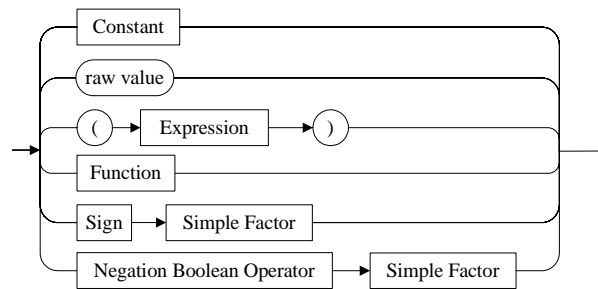 Constant
raw value
( Expression )
Function
Sign Simple Factor
Negation Boolean Operator Simple Factor